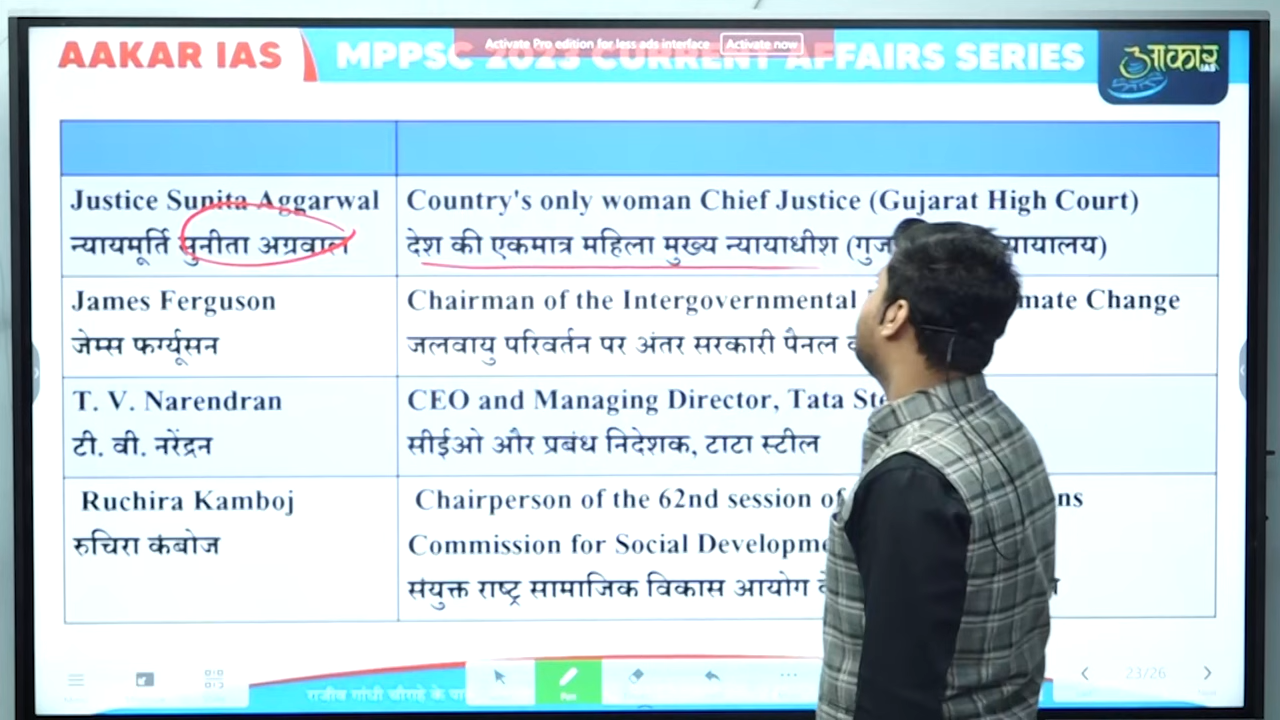 AAKAR IAS
MPPSC 2023 CURRENT AFFAIRS SERIES
Activate Pro edition for less ads interface Activate now
आकार
IAS
Justice Sunita Aggarwal
Country's only woman Chief Justice (Gujarat High Court)
न्यायमूर्ति सुनीता अग्रवाल
देश की एकमात्र महिला मुख्य न्यायाधीश
James Ferguson
Chairman of the Intergovernmental Change
जेम्स फर्ग्यूसन
जलवायु परिवर्तन पर अंतर सरकारी पैनल
T. V. Narendran
CEO and Managing Director, Tata
टी. वी. नरेंद्रन
सीईओ और प्रबंध निदेशक, टाटा स्टील
Ruchira Kamboj
Chairperson of the 62nd session of
रुचिरा कंबोज
Commission for Social
संयुक्त राष्ट्र सामाजिक विकास आयोग
राजीव गांधी चौराहे के
Pen
23/26